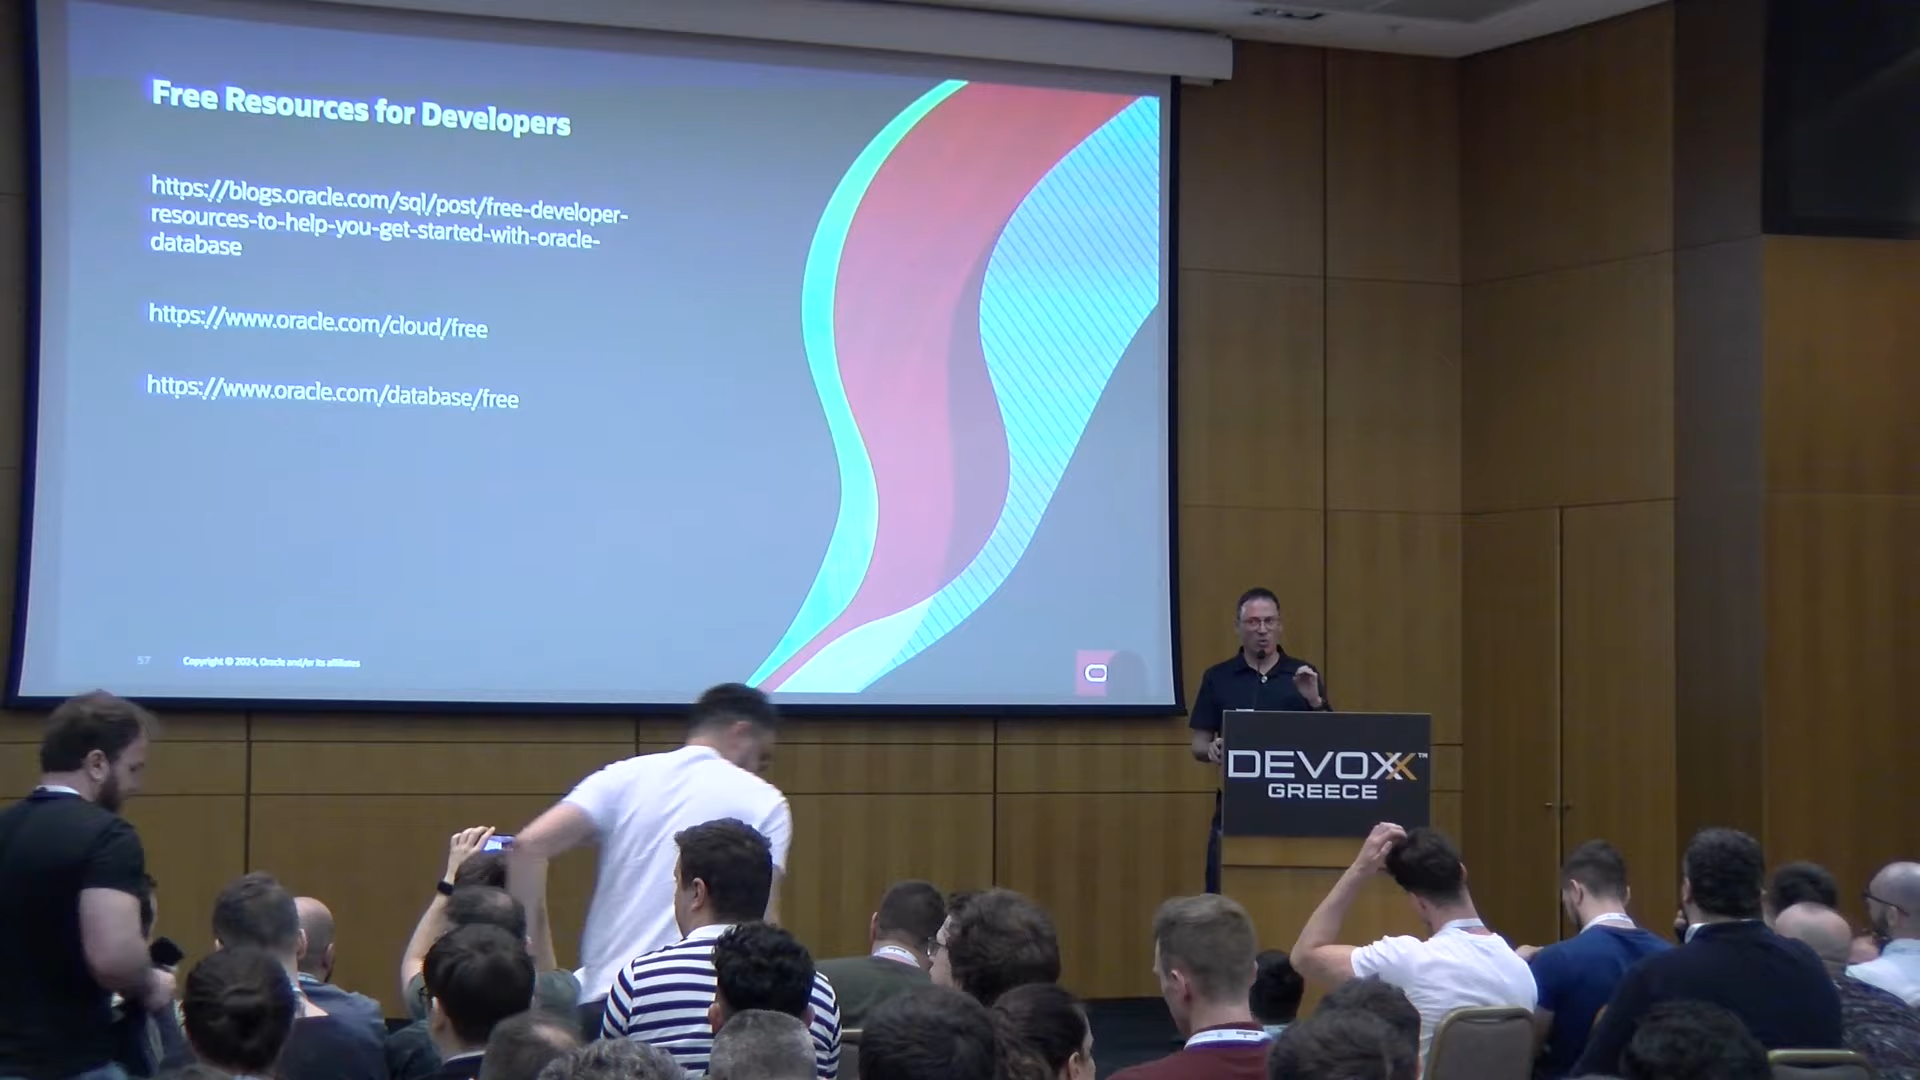 Free Resources for Developers
https://blogs.oracle.com/sql/post/free-developer-
resources-to-help-you-get-started-with-oracle-
database
https://www.oracle.com/cloud/free
https://www.oracle.com/database/free
57 Copyright © 2024, Oracle and/or its affiliates
DEVOXX™
GREECE